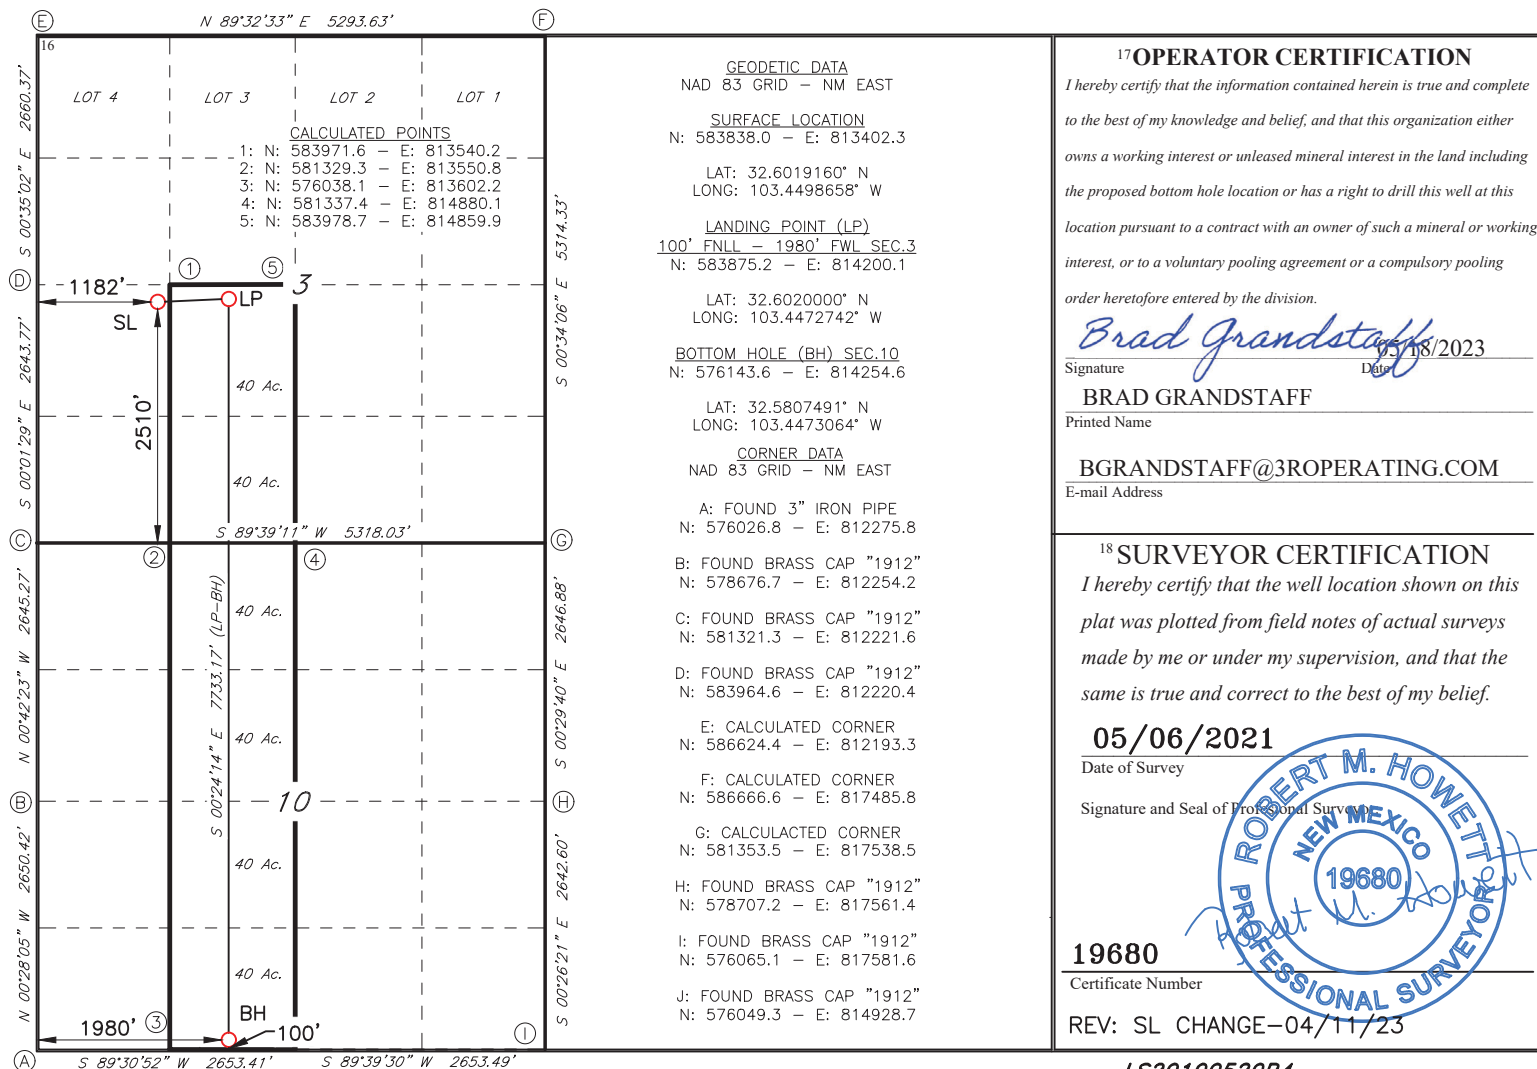 E
N 89°32'33" E 5293.63'
F
16
LOT 4
LOT 3
LOT 2
LOT 1
S 00°35'02" E 2660.37'
CALCULATED POINTS
1: N: 583971.6 – E: 813540.2
2: N: 581329.3 – E: 813550.8
3: N: 576038.1 – E: 813602.2
4: N: 581337.4 – E: 814880.1
5: N: 583978.7 – E: 814859.9
S 00°34'06" E 5314.33'
D
1
5
3
1182'
LP
SL
S 00°01'29" E 2643.77'
2510'
40 Ac.
40 Ac.
S 89°39'11" W 5318.03'
C
G
2
4
N 00°42'23" W 2645.27'
S 00°24'14" E 7733.17' (LP–BH)
40 Ac.
S 00°29'40" E 2646.88'
40 Ac.
B
10
H
N 00°28'05" W 2650.42'
40 Ac.
S 00°26'21" E 2642.60'
40 Ac.
BH
1980'
3
100'
I
A
S 89°30'52" W 2653.41'
S 89°39'30" W 2653.49'
GEODETIC DATA
NAD 83 GRID – NM EAST
SURFACE LOCATION
N: 583838.0 – E: 813402.3
LAT: 32.6019160° N
LONG: 103.4498658° W
LANDING POINT (LP)
100' FNLL – 1980' FWL SEC.3
N: 583875.2 – E: 814200.1
LAT: 32.6020000° N
LONG: 103.4472742° W
BOTTOM HOLE (BH) SEC.10
N: 576143.6 – E: 814254.6
LAT: 32.5807491° N
LONG: 103.4473064° W
CORNER DATA
NAD 83 GRID – NM EAST
A: FOUND 3" IRON PIPE
N: 576026.8 – E: 812275.8
B: FOUND BRASS CAP "1912"
N: 578676.7 – E: 812254.2
C: FOUND BRASS CAP "1912"
N: 581321.3 – E: 812221.6
D: FOUND BRASS CAP "1912"
N: 583964.6 – E: 812220.4
E: CALCULATED CORNER
N: 586624.4 – E: 812193.3
F: CALCULATED CORNER
N: 586666.6 – E: 817485.8
G: CALCULACTED CORNER
N: 581353.5 – E: 817538.5
H: FOUND BRASS CAP "1912"
N: 578707.2 – E: 817561.4
I: FOUND BRASS CAP "1912"
N: 576065.1 – E: 817581.6
J: FOUND BRASS CAP "1912"
N: 576049.3 – E: 814928.7
17 OPERATOR CERTIFICATION
I hereby certify that the information contained herein is true and complete
to the best of my knowledge and belief, and that this organization either
owns a working interest or unleased mineral interest in the land including
the proposed bottom hole location or has a right to drill this well at this
location pursuant to a contract with an owner of such a mineral or working
interest, or to a voluntary pooling agreement or a compulsory pooling
order heretofore entered by the division.
Brad Grandstaff 05/18/2023
Signature Date
BRAD GRANDSTAFF
Printed Name
BGRANDSTAFF@3ROPERATING.COM
E-mail Address
18 SURVEYOR CERTIFICATION
I hereby certify that the well location shown on this
plat was plotted from field notes of actual surveys
made by me or under my supervision, and that the
same is true and correct to the best of my belief.
05/06/2021
Date of Survey
Signature and Seal of Professional Surveyor
ROBERT M. HOWETT
NEW MEXICO
19680
PROFESSIONAL SURVEYOR
Robert M. Howett
19680
Certificate Number
REV: SL CHANGE–04/11/23